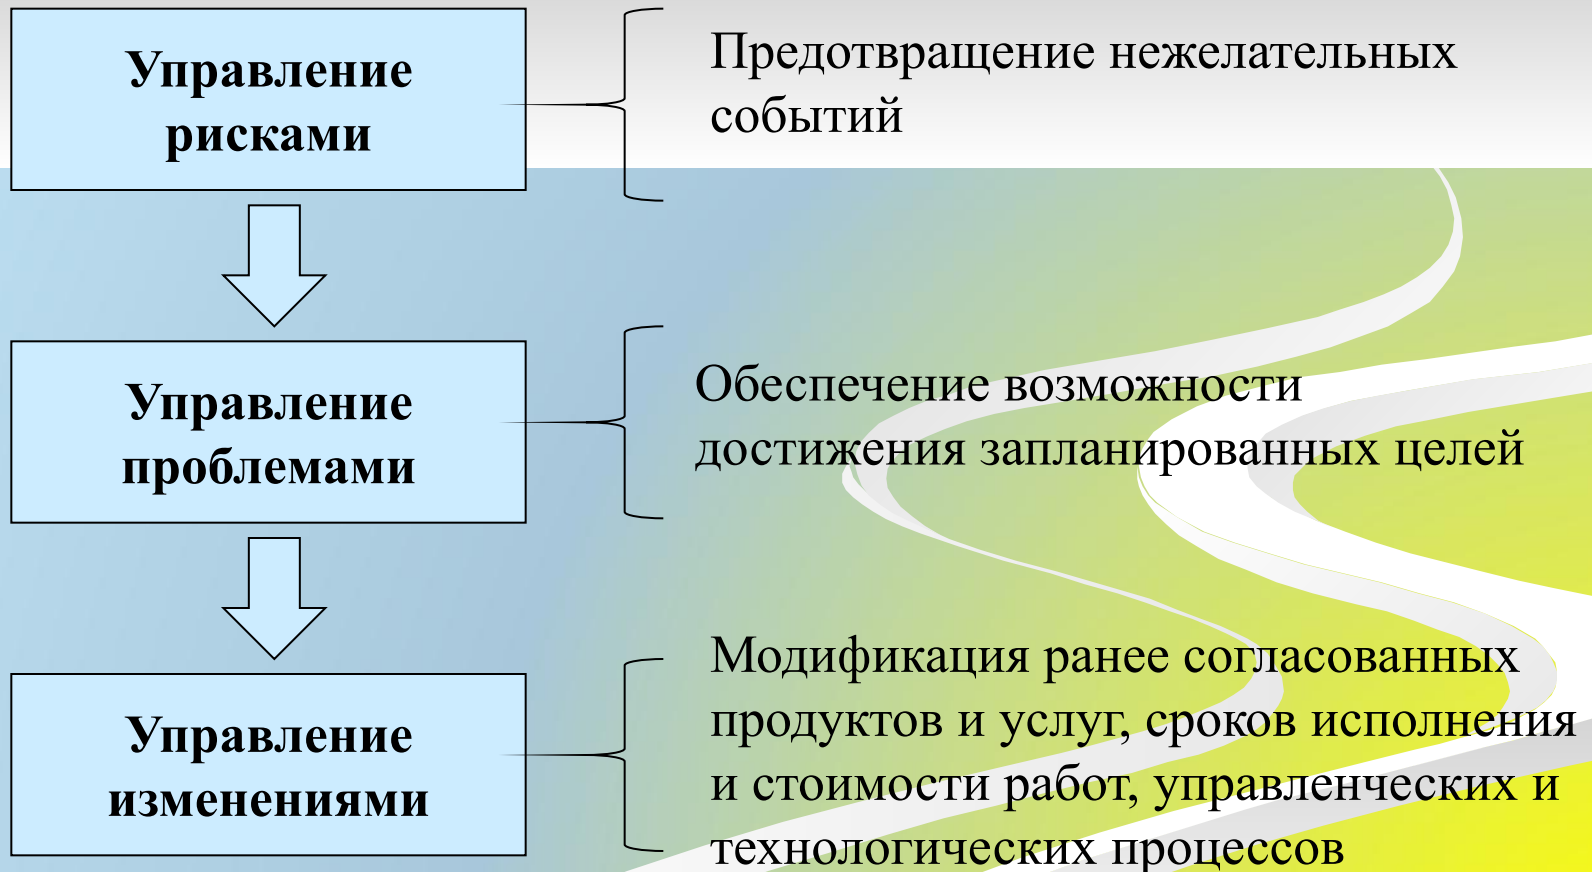 Управление
рисками
Предотвращение нежелательных
событий
Управление
проблемами
Обеспечение возможности
достижения запланированных целей
Управление
изменениями
Модификация ранее согласованных
продуктов и услуг, сроков исполнения
и стоимости работ, управленческих и
технологических процессов